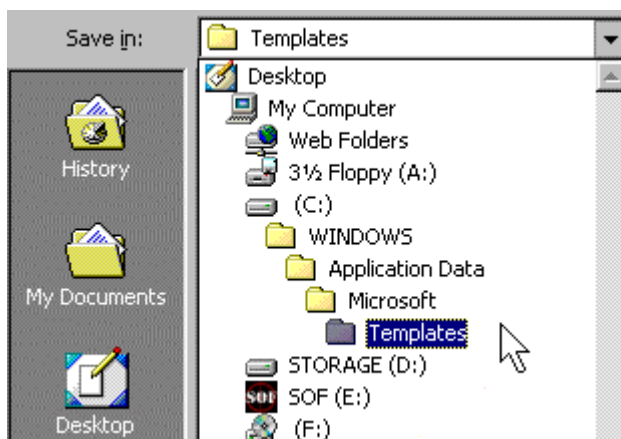 Save in:
Templates
Desktop
My Computer
Web Folders
3½ Floppy (A:)
(C:)
WINDOWS
Application Data
Microsoft
Templates
STORAGE (D:)
SOF
SOF (E:)
(F:)
History
My Documents
Desktop